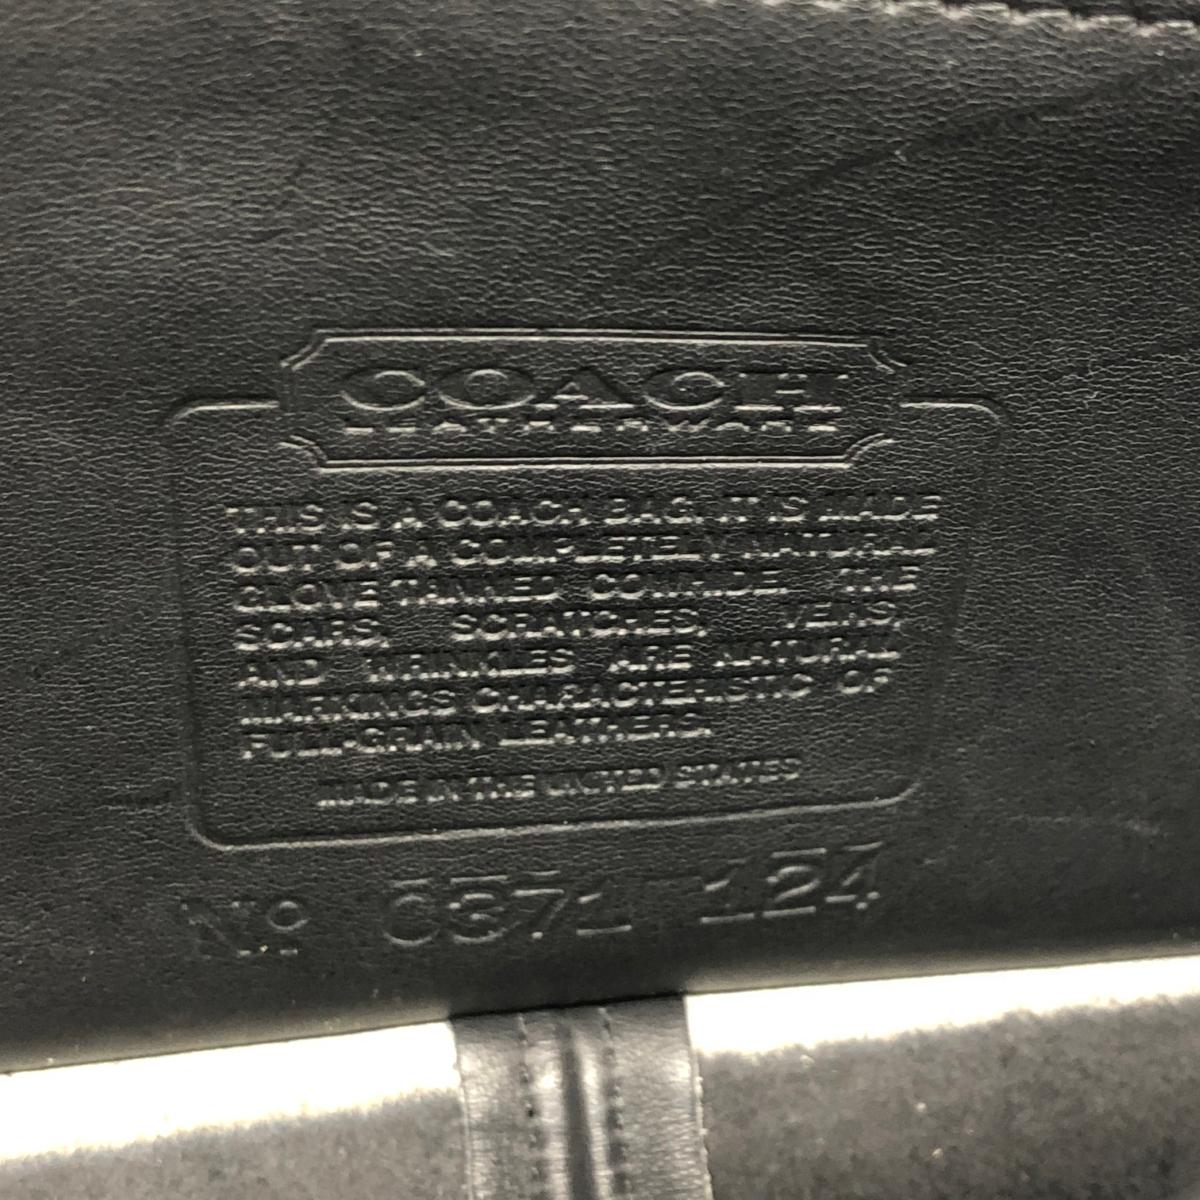 COACH
LEATHERWARE
THIS IS A COACH BAG. IT IS MADE
OUT OF A COMPLETELY NATURAL
GLOVE TANNED COWHIDE. THE
SCARS, SCRATCHES, VEINS,
AND WRINKLES ARE NATURAL
MARKINGS CHARACTERISTIC OF
FULL-GRAIN LEATHERS.
MADE IN THE UNITED STATES
No 0371-124